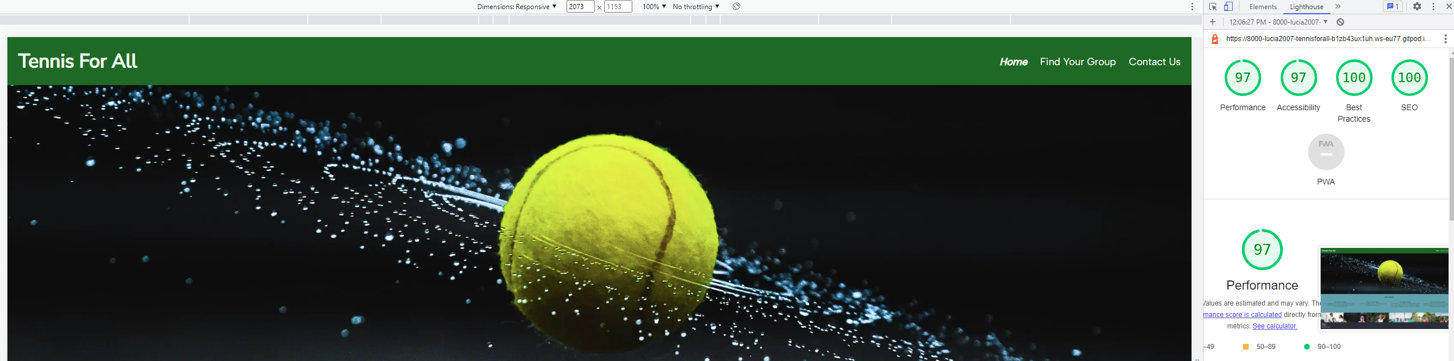 Dimensions: Responsive 2073 × 1153 100% No throttling
Tennis For All
Home Find Your Group Contact Us
Elements Lighthouse » 1
12:06:27 PM - 8000-lucia2007-
https://8000-lucia2007-tennisforall-b1zb43ux1uh.ws-eu77.gitpod.i...
97 97 100 100
Performance Accessibility Best Practices SEO
PWA
PWA
97
Performance
Values are estimated and may vary. The
mance score is calculated directly from
metrics. See calculator.
–49 50–89 90–100